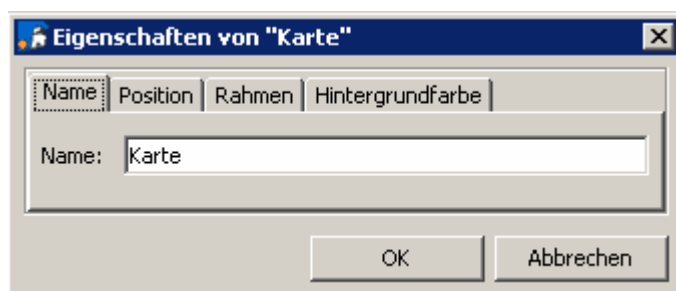 Eigenschaften von "Karte"
Name Position Rahmen Hintergrundfarbe
Name: Karte
OK Abbrechen